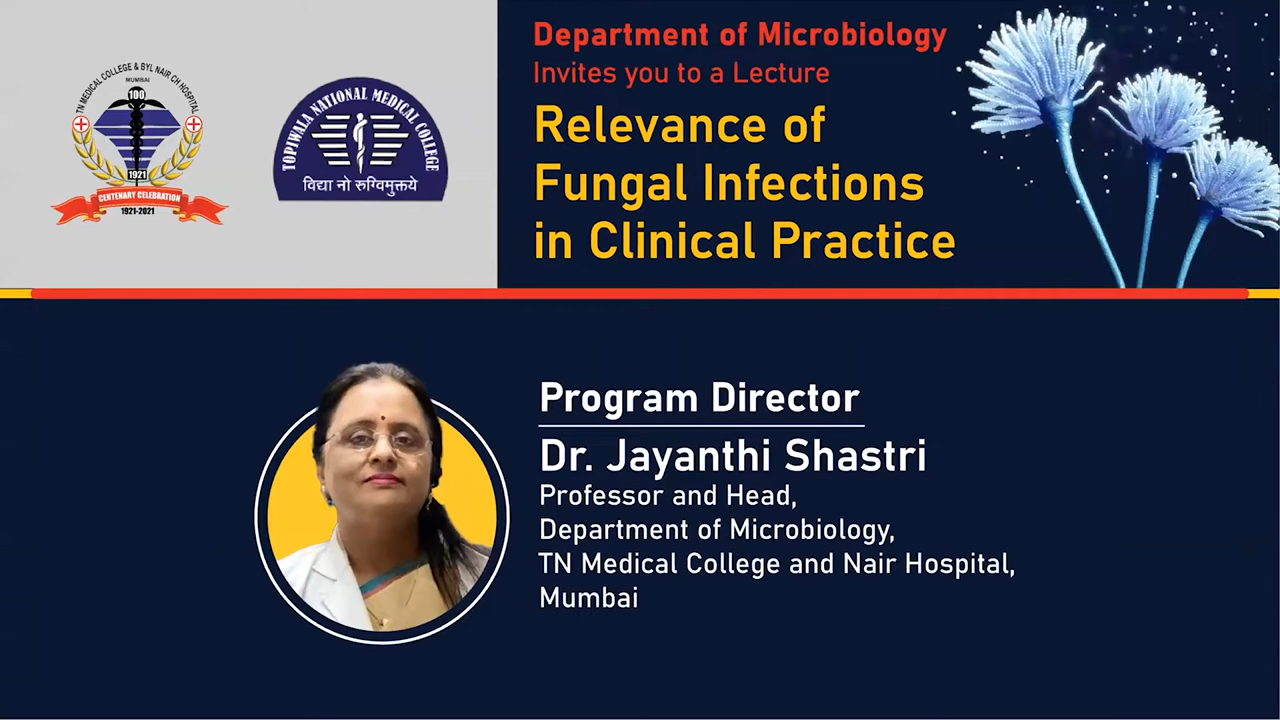 TN MEDICAL COLLEGE & BYL NAIR CH HOSPITAL
MUMBAI
100
1921
CENTENARY CELEBRATION
1921-2021
TOPIWALA NATIONAL MEDICAL COLLEGE
विद्या नो रुग्विमुक्तये
Department of Microbiology
Invites you to a Lecture
Relevance of
Fungal Infections
in Clinical Practice
Program Director
Dr. Jayanthi Shastri
Professor and Head,
Department of Microbiology,
TN Medical College and Nair Hospital,
Mumbai